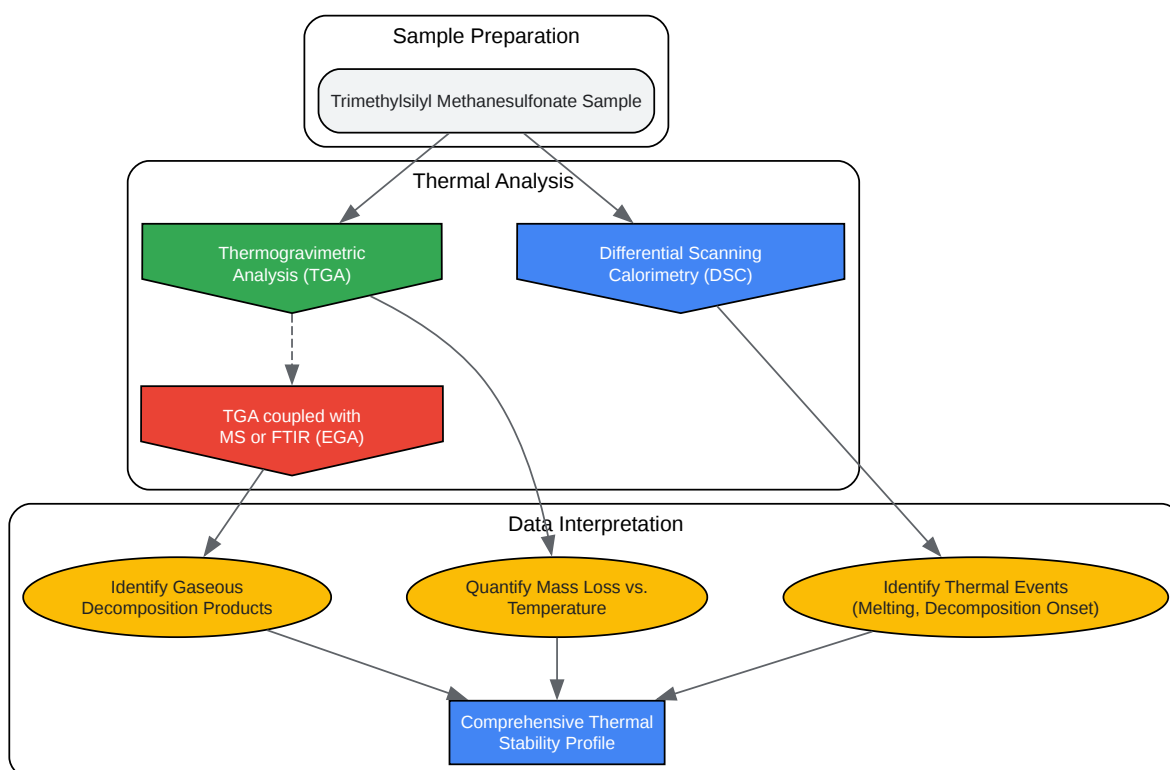 Sample Preparation
Trimethylsilyl Methanesulfonate Sample
Thermal Analysis
Thermogravimetric
Analysis (TGA)
Differential Scanning
Calorimetry (DSC)
TGA coupled with
MS or FTIR (EGA)
Data Interpretation
Identify Gaseous
Decomposition Products
Quantify Mass Loss vs.
Temperature
Identify Thermal Events
(Melting, Decomposition Onset)
Comprehensive Thermal
Stability Profile